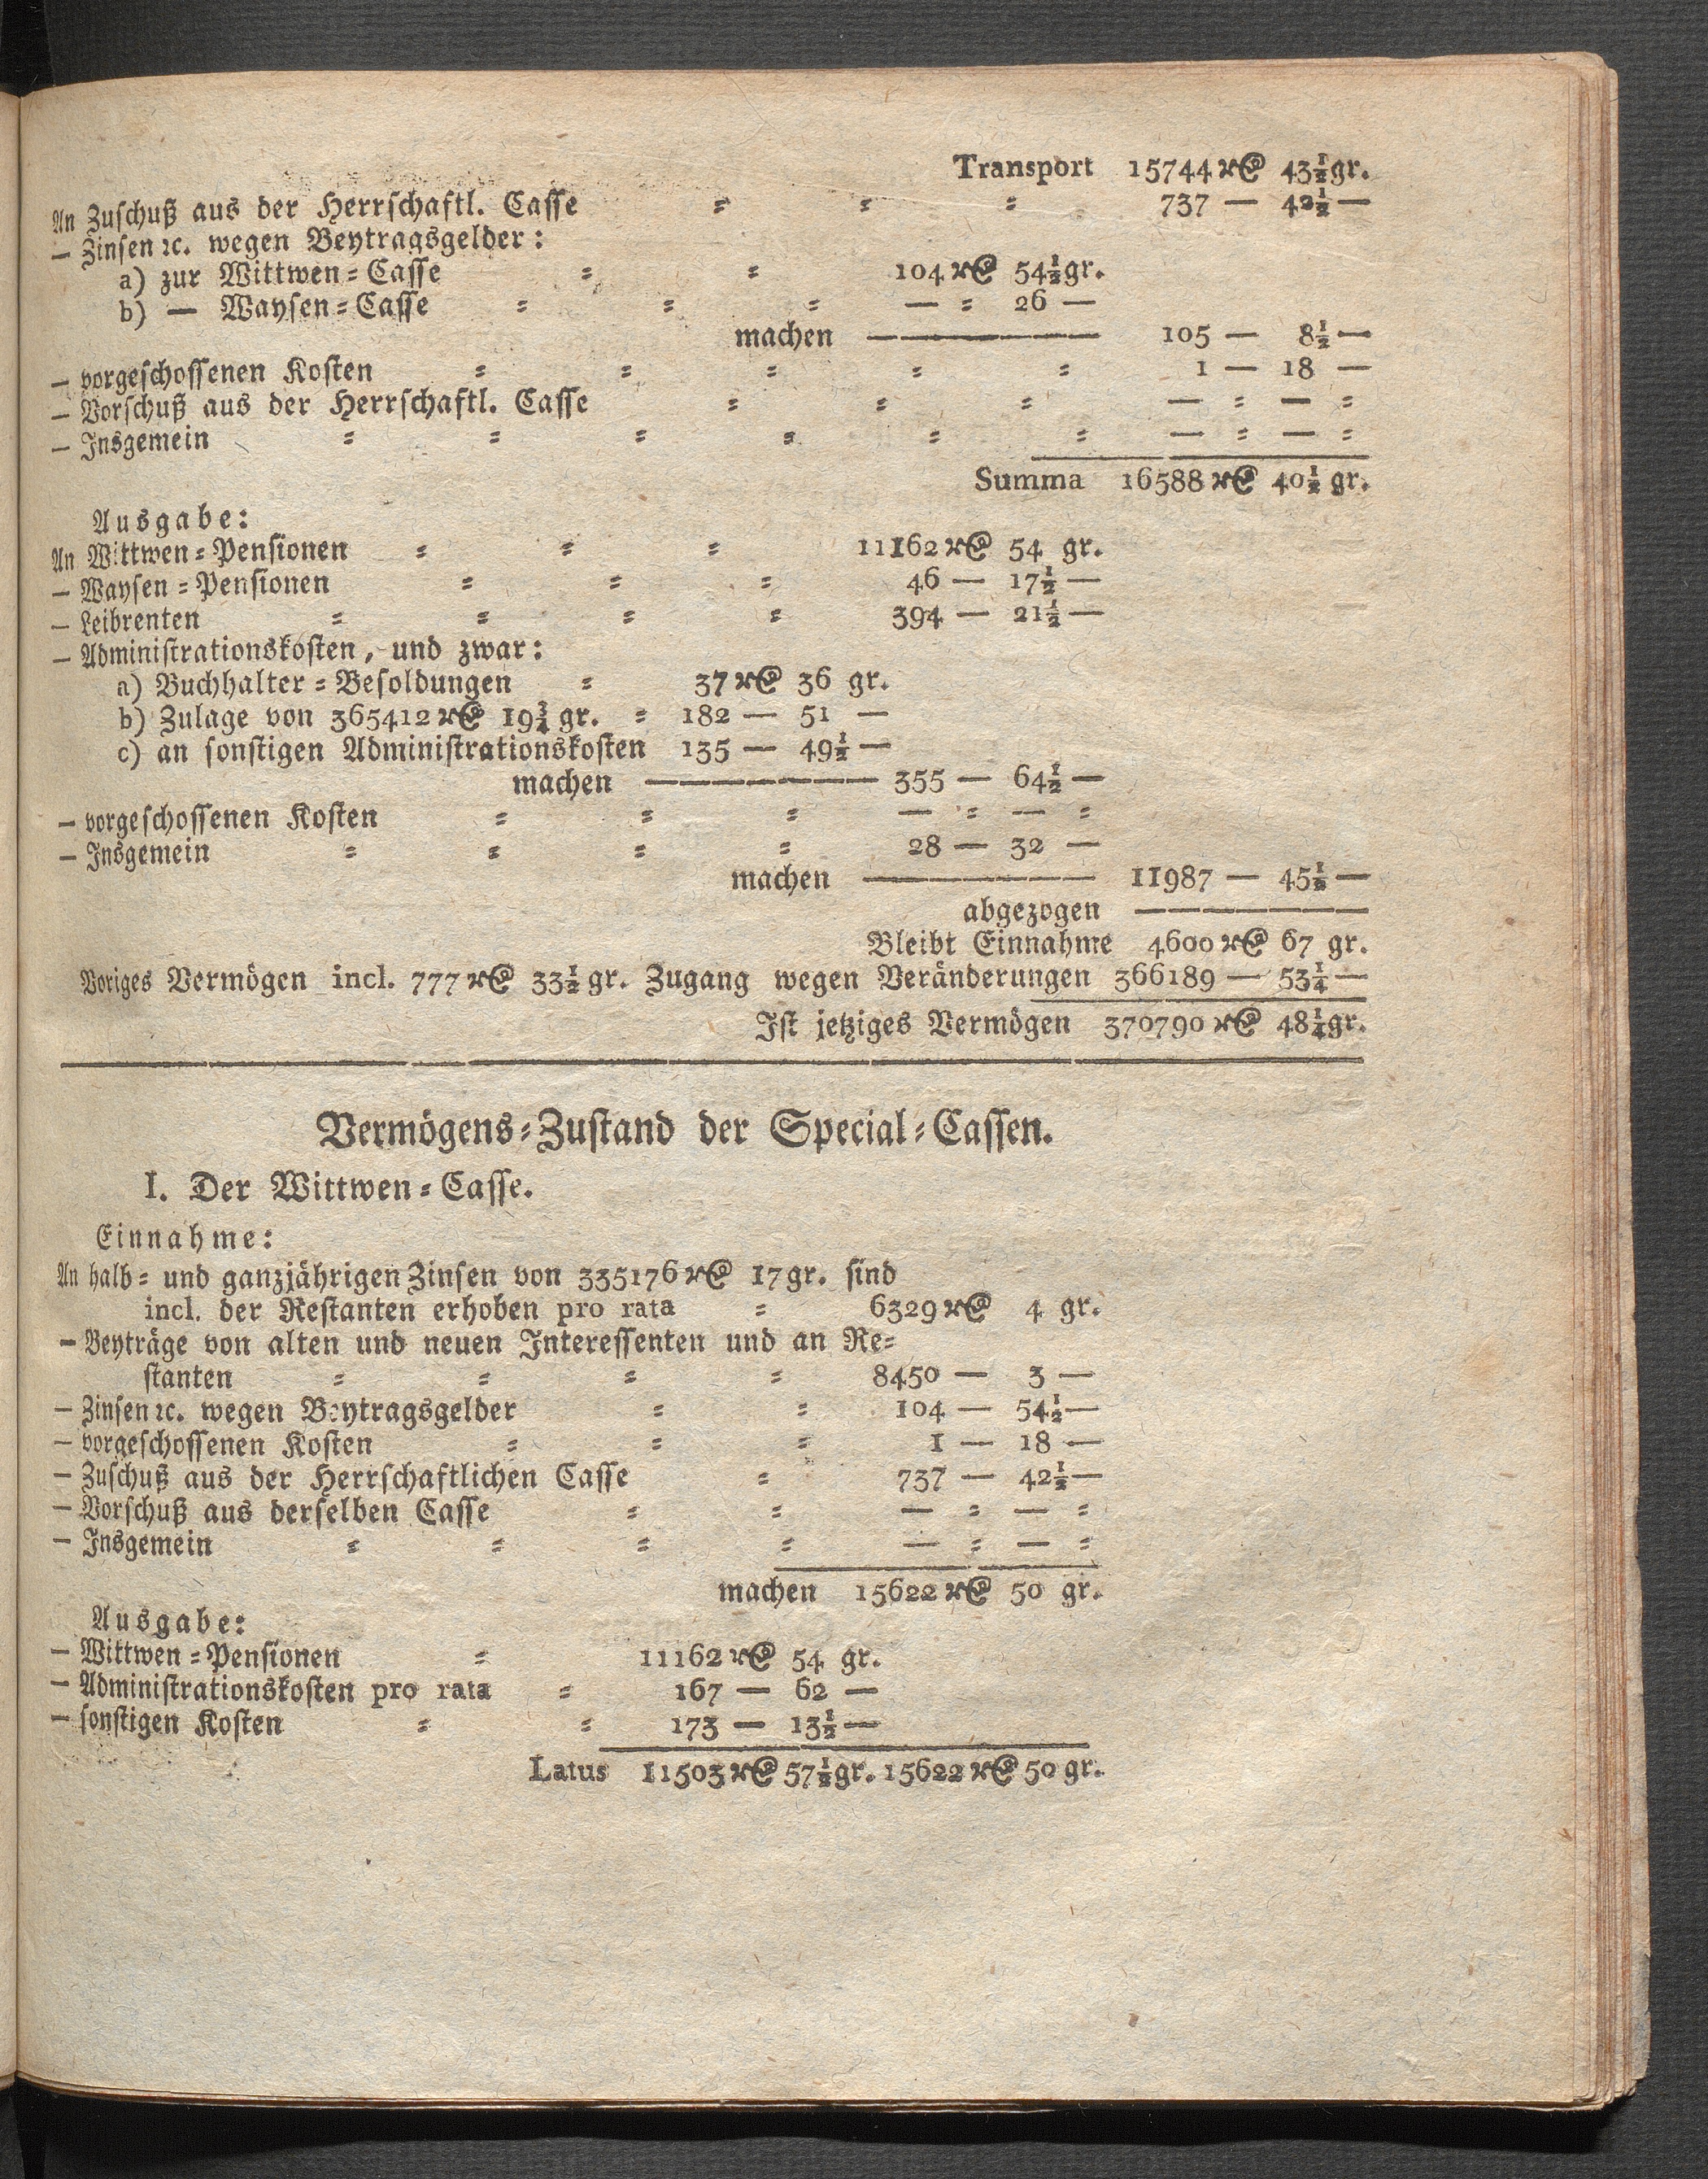 Transport 15744 r₰ 43½ gr.
An Zuschuß aus der Herrschaftl. Casse = = = 737 — 42½ —
— Zinsen ꝛc. wegen Beytragsgelder:
a) zur Wittwen=Casse = = 104 r₰ 54½ gr.
b) — Waysen=Casse = = = — = 26 —
machen ——————— 105 — 8½ —
— vorgeschossenen Kosten = = = = = 1 — 18 —
— Vorschuß aus der Herrschaftl. Casse = = = — = — =
— Insgemein = = = = = = — = — =
Summa 16588 r₰ 40½ gr.
Ausgabe:
An Wittwen=Pensionen = = = 11162 r₰ 54 gr.
— Waysen=Pensionen = = = 46 — 17½ —
— Leibrenten = = = = 394 — 21½ —
— Administrationskosten, und zwar:
a) Buchhalter=Besoldungen = 37 r₰ 36 gr.
b) Zulage von 365412 r₰ 19¾ gr. = 182 — 51 —
c) an sonstigen Administrationskosten 135 — 49½ —
machen ——————— 355 — 64½ —
— vorgeschossenen Kosten = = = — = — =
— Insgemein = = = = 28 — 32 —
machen ——————— 11987 — 45½ —
abgezogen ———————
Bleibt Einnahme 4600 r₰ 67 gr.
Voriges Vermögen incl. 777 r₰ 33½ gr. Zugang wegen Veränderungen 366189 — 53¼ —
Ist jetziges Vermögen 370790 r₰ 48¼ gr.
Vermögens=Zustand der Special=Cassen.
I. Der Wittwen=Casse.
Einnahme:
An halb= und ganzjährigen Zinsen von 335176 r₰ 17 gr. sind
incl. der Restanten erhoben pro rata = 6329 r₰ 4 gr.
— Beyträge von alten und neuen Interessenten und an Re=
stanten = = = = 8450 — 3 —
— Zinsen ꝛc. wegen Beytragsgelder = = 104 — 54½ —
— vorgeschossenen Kosten = = = 1 — 18 —
— Zuschuß aus der Herrschaftlichen Casse = 737 — 42½ —
— Vorschuß aus derselben Casse = = — = — =
— Insgemein = = = = — = — =
machen 15622 r₰ 50 gr.
Ausgabe:
— Wittwen=Pensionen = 11162 r₰ 54 gr.
— Administrationskosten pro rata = 167 — 62 —
— sonstigen Kosten = = 173 — 13½ —
Latus 11503 r₰ 57½ gr. 15622 r₰ 50 gr.